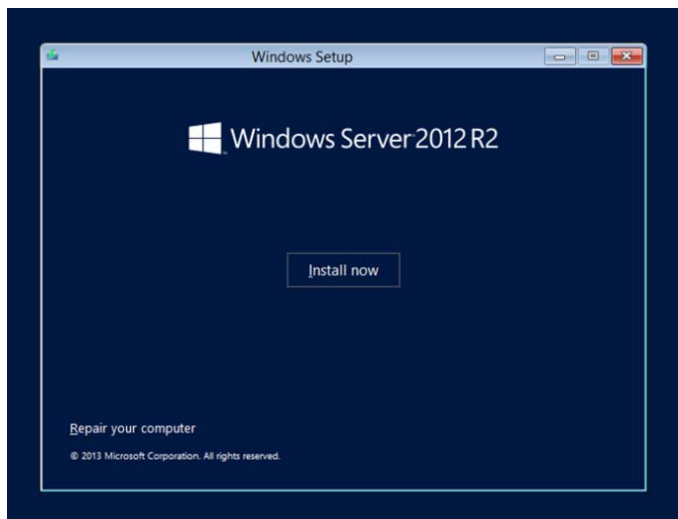 Windows Setup
Windows Server 2012 R2
Install now
Repair your computer
© 2013 Microsoft Corporation. All rights reserved.